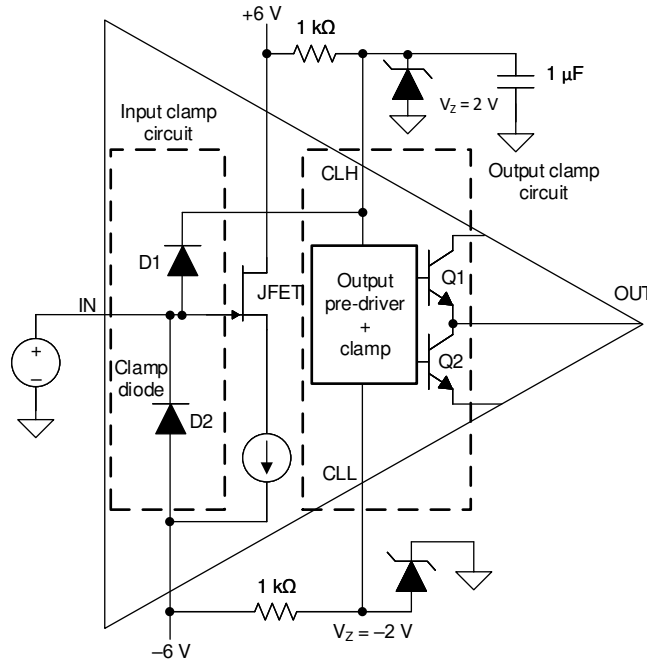 +6 V
1 kΩ
1 µF
V_Z = 2 V
Input clamp
circuit
CLH
Output clamp
circuit
D1
JFET
Output
pre-driver
+
clamp
Q1
IN
OUT
+
–
Clamp
diode
D2
Q2
CLL
1 kΩ
V_Z = –2 V
–6 V